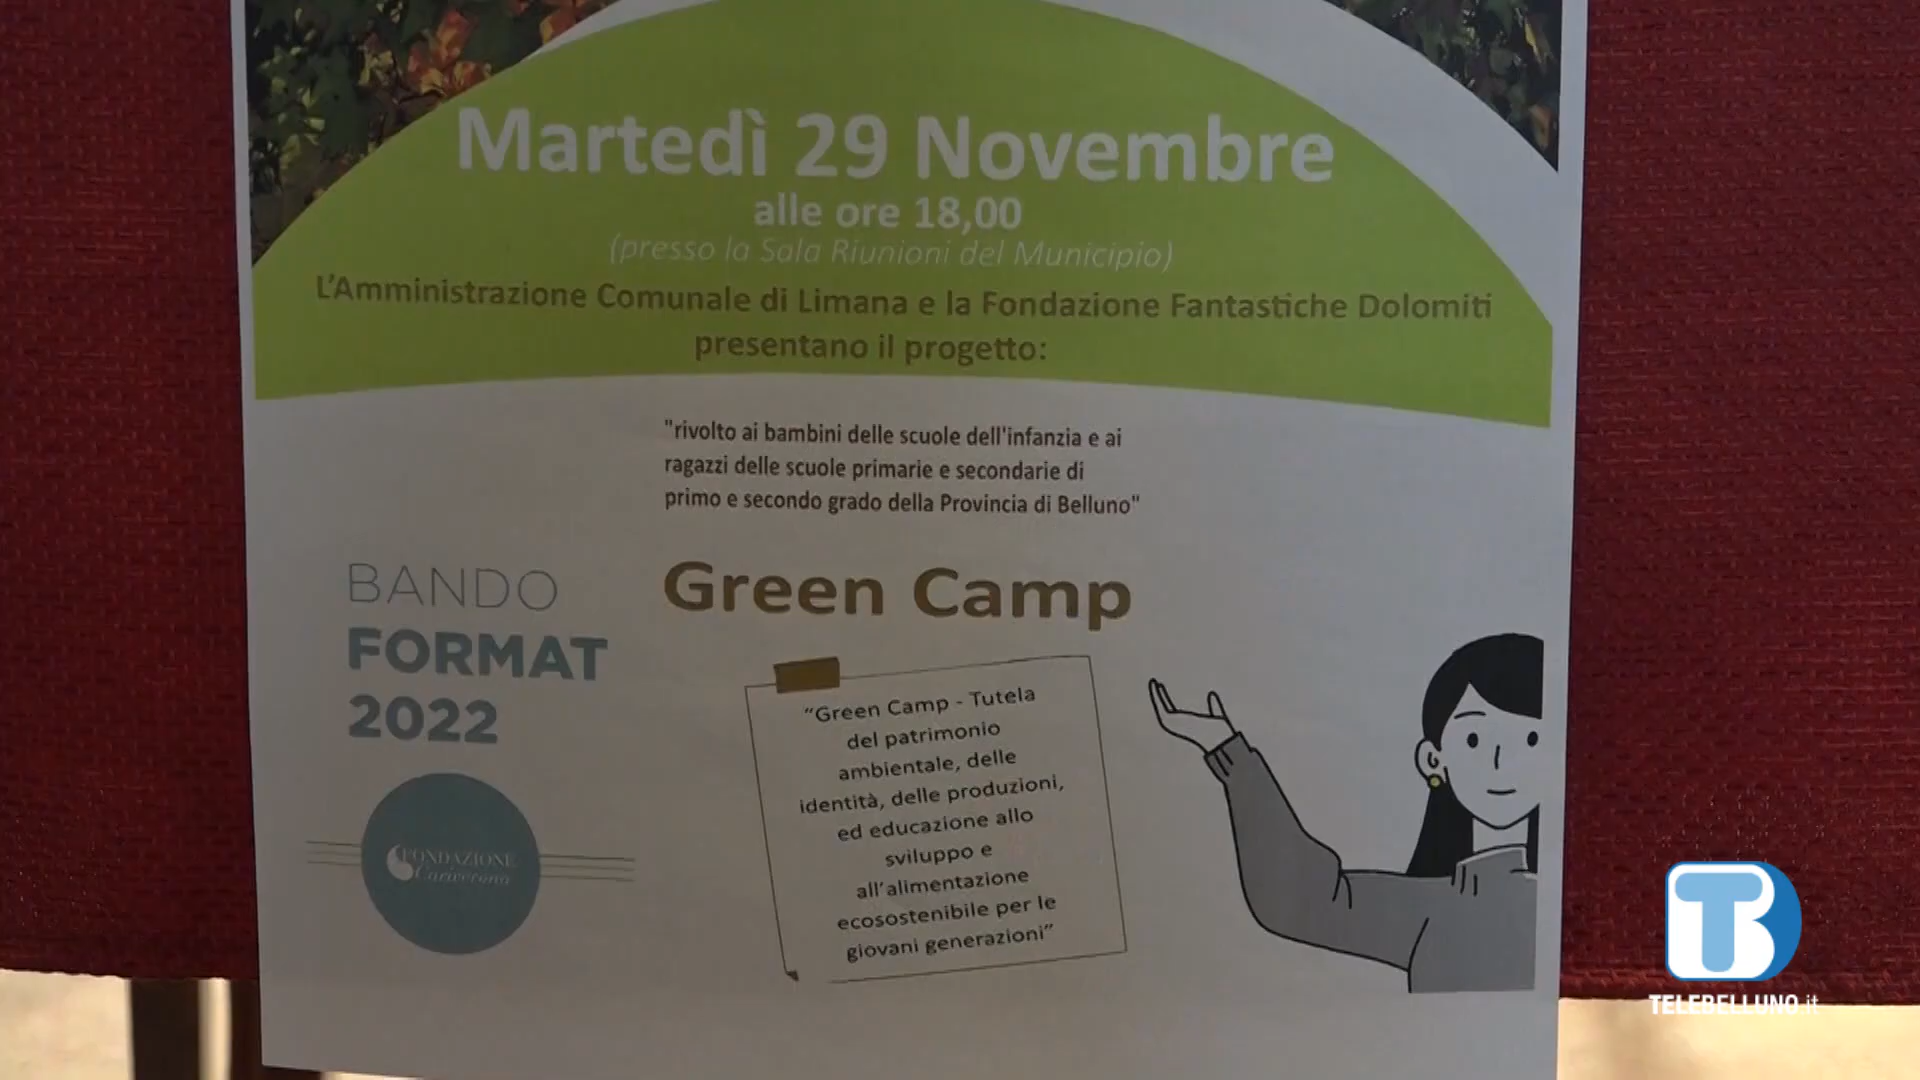 Martedì 29 Novembre
alle ore 18,00
(presso la Sala Riunioni del Municipio)
L'Amministrazione Comunale di Limana e la Fondazione Fantastiche Dolomiti
presentano il progetto:
"rivolto ai bambini delle scuole dell'infanzia e ai
ragazzi delle scuole primarie e secondarie di
primo e secondo grado della Provincia di Belluno"
BANDO
FORMAT
2022
FONDAZIONE
Cariverona
Green Camp
"Green Camp - Tutela
del patrimonio
ambientale, delle
identità, delle produzioni,
ed educazione allo
sviluppo e
all'alimentazione
ecosostenibile per le
giovani generazioni"
TB
TELEBELLUNO.it